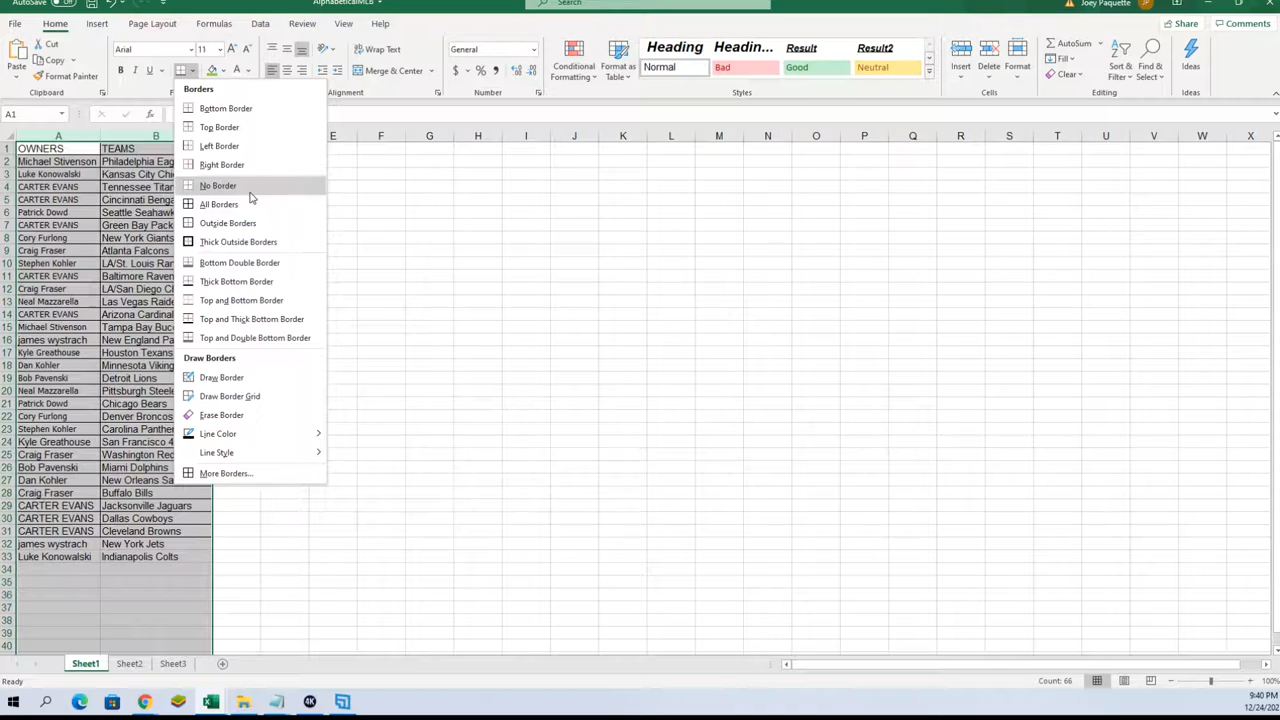 AutoSave Off AlphabeticalMLB Search Joey Paquette JP
File Home Insert Page Layout Formulas Data Review View Help Share Comments
Cut Arial 11 A A Wrap Text General Heading Headin... Result Result2 AutoSum
Paste Copy Conditional Format as Insert Delete Format Sort & Find & Ideas
Format Painter B I U A Merge & Center $ % 9 Formatting Table Normal Bad Good Neutral Fill Clear Filter Select
Clipboard Alignment Styles Cells Editing Ideas
A1 fx
Borders
Bottom Border
Top Border
Left Border
Right Border
No Border
All Borders
Outside Borders
Thick Outside Borders
Bottom Double Border
Thick Bottom Border
Top and Bottom Border
Top and Thick Bottom Border
Top and Double Bottom Border
Draw Borders
Draw Border
Draw Border Grid
Erase Border
Line Color
Line Style
More Borders...
A B E F G H I J K L M N O P Q R S T U V W X
1 OWNERS TEAMS
2 Michael Stivenson Philadelphia Eag
3 Luke Konowalski Kansas City Chi
4 CARTER EVANS Tennessee Titan
5 CARTER EVANS Cincinnati Benga
6 Patrick Dowd Seattle Seahawk
7 CARTER EVANS Green Bay Pack
8 Cory Furlong New York Giants
9 Craig Fraser Atlanta Falcons
10 Stephen Kohler LA/St. Louis Ran
11 CARTER EVANS Baltimore Raven
12 Craig Fraser LA/San Diego Ch
13 Neal Mazzarella Las Vegas Raide
14 CARTER EVANS Arizona Cardina
15 Michael Stivenson Tampa Bay Bucc
16 james wystrach New England P
17 Kyle Greathouse Houston Texans
18 Dan Kohler Minnesota Viking
19 Bob Pavenski Detroit Lions
20 Neal Mazzarella Pittsburgh Steele
21 Patrick Dowd Chicago Bears
22 Cory Furlong Denver Broncos
23 Stephen Kohler Carolina Panther
24 Kyle Greathouse San Francisco 4
25 Craig Fraser Washington Red
26 Bob Pavenski Miami Dolphins
27 Dan Kohler New Orleans Sa
28 Craig Fraser Buffalo Bills
29 CARTER EVANS Jacksonville Jaguars
30 CARTER EVANS Dallas Cowboys
31 CARTER EVANS Cleveland Browns
32 james wystrach New York Jets
33 Luke Konowalski Indianapolis Colts
34
35
36
37
38
39
40
Sheet1 Sheet2 Sheet3
Ready Count: 66 100%
4K 9:40 PM
12/24/202